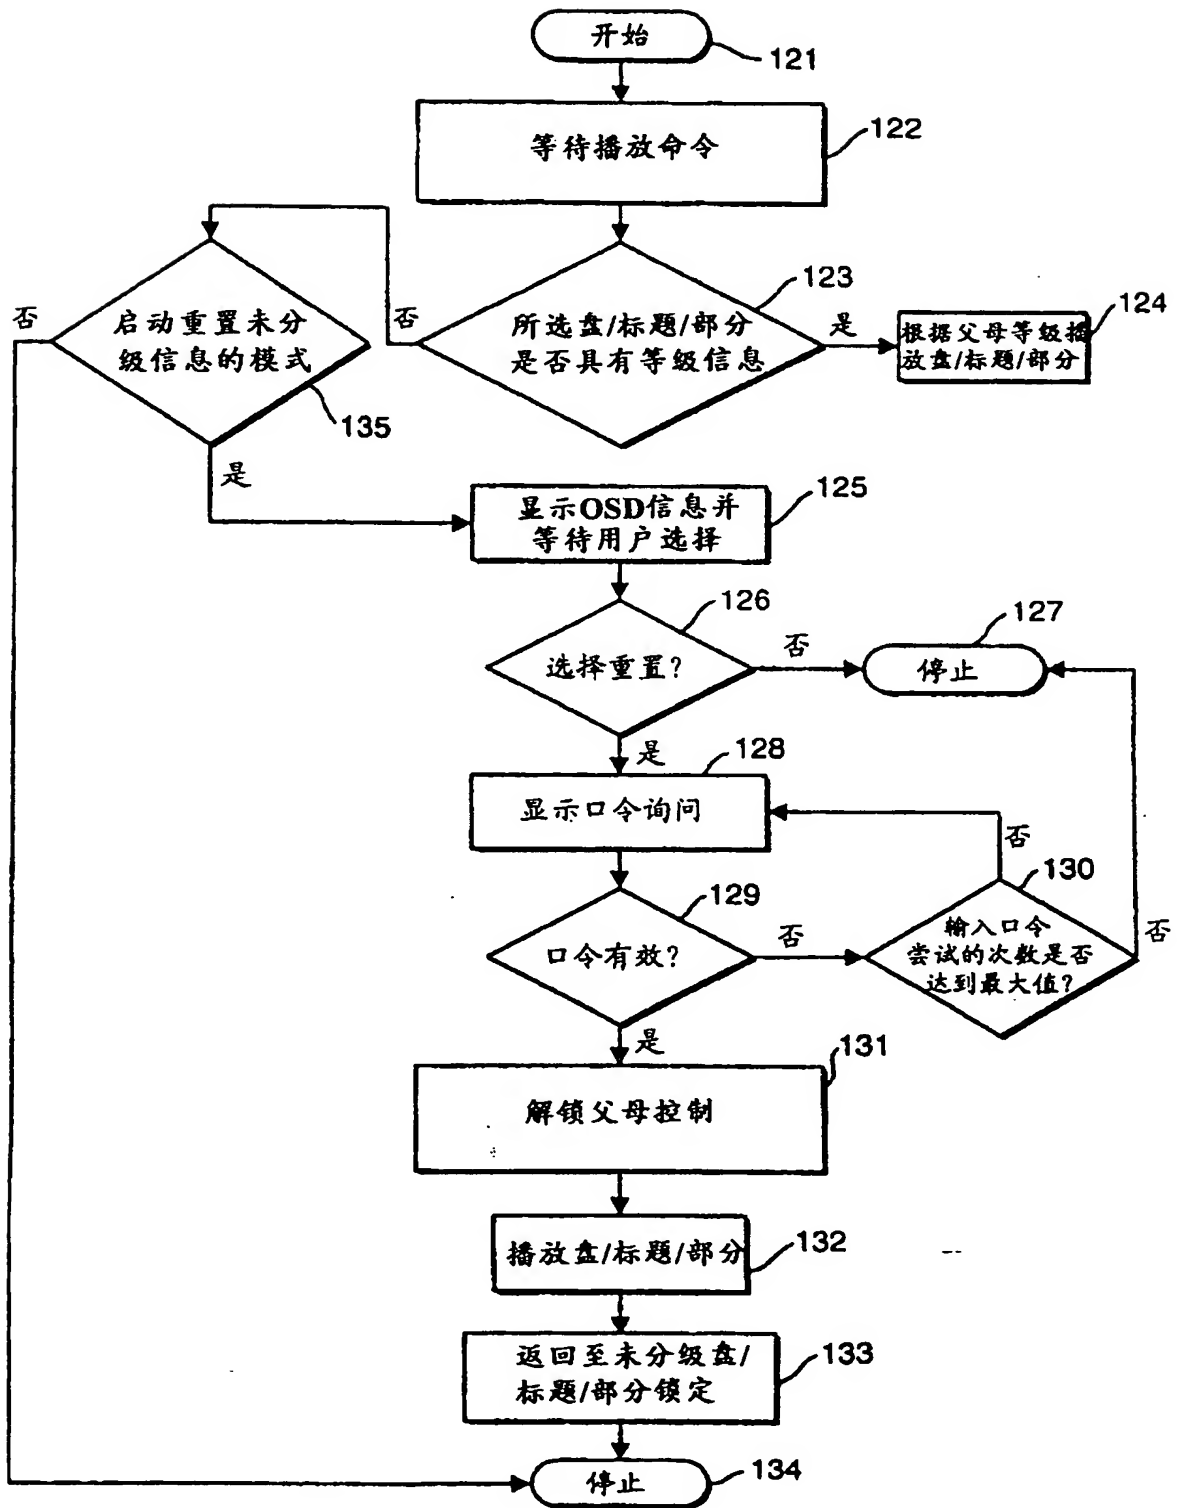 开始
121
等待播放命令
122
所选盘/标题/部分
是否具有等级信息
123
否
是
根据父母等级播
放盘/标题/部分
124
启动重置未分
级信息的模式
135
否
是
显示OSD信息并
等待用户选择
125
选择重置?
126
否
停止
127
是
显示口令询问
128
口令有效?
129
否
输入口令
尝试的次数是否
达到最大值?
130
否
否
是
解锁父母控制
131
播放盘/标题/部分
132
返回至未分级盘/
标题/部分锁定
133
停止
134